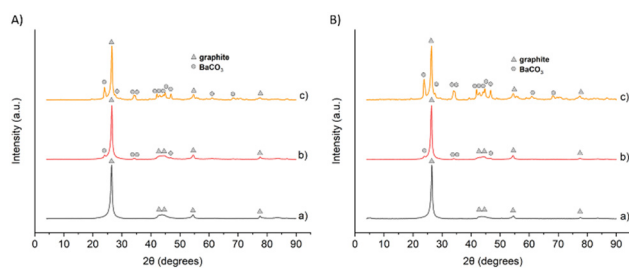 A)
graphite
BaCO₃
c)
b)
a)
Intensity (a.u.)
0 10 20 30 40 50 60 70 80 90
2θ (degrees)
B)
graphite
BaCO₃
c)
b)
a)
Intensity (a.u.)
0 10 20 30 40 50 60 70 80 90
2θ (degrees)